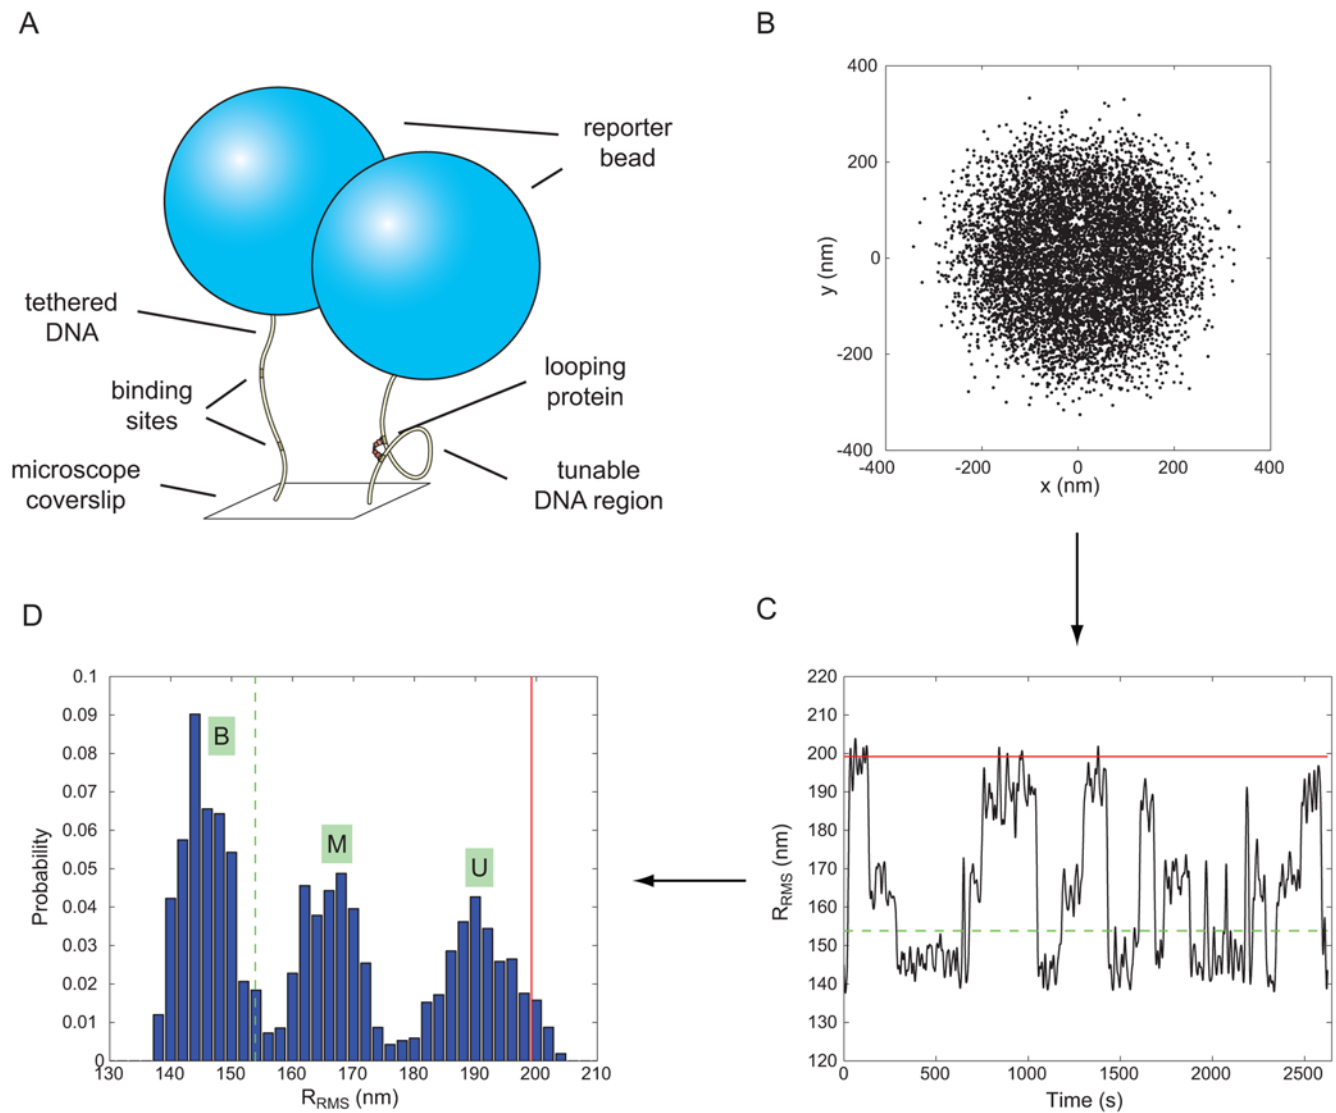 A
reporter
bead
tethered
DNA
binding
sites
microscope
coverslip
looping
protein
tunable
DNA region
B
400
200
0
-200
-400
y (nm)
-400 -200 0 200 400
x (nm)
C
220
210
200
190
180
170
160
150
140
130
120
R_RMS (nm)
0 500 1000 1500 2000 2500
Time (s)
D
0.1
0.09
0.08
0.07
0.06
0.05
0.04
0.03
0.02
0.01
0
Probability
B
M
U
130 140 150 160 170 180 190 200 210
R_RMS (nm)